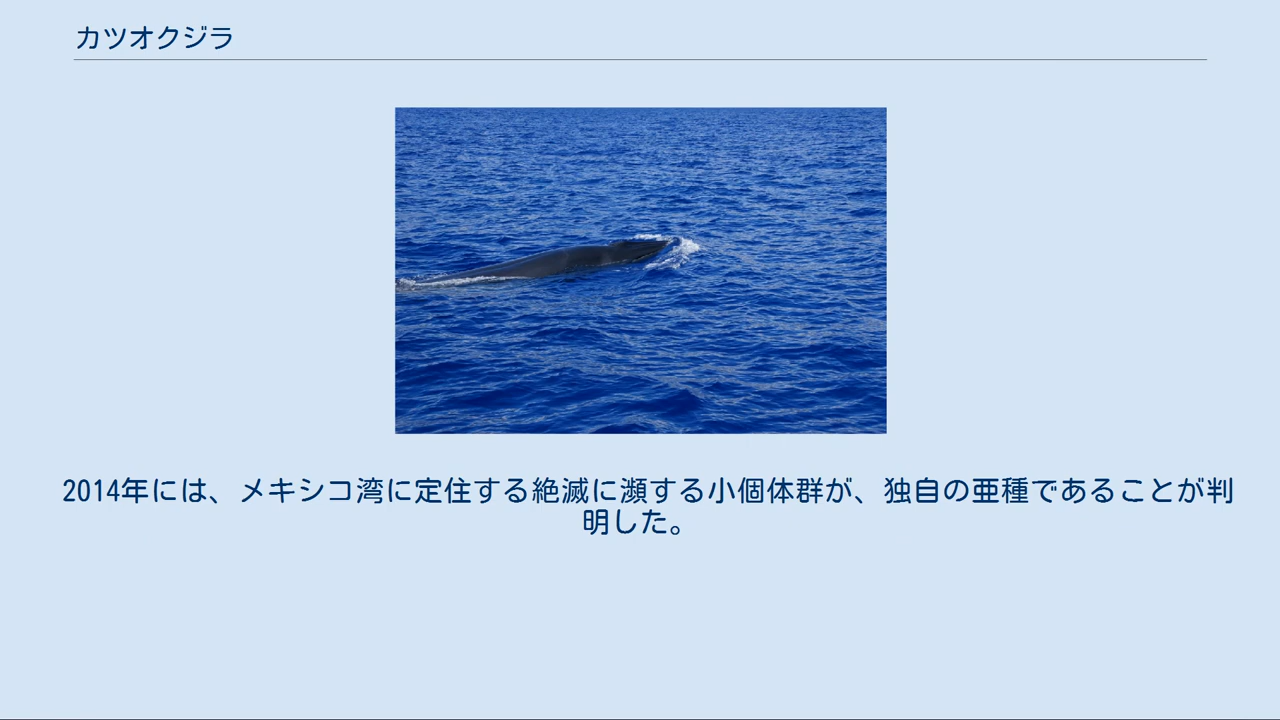 カツオクジラ
2014年には、メキシコ湾に定住する絶滅に瀕する小個体群が、独自の亜種であることが判
明した。